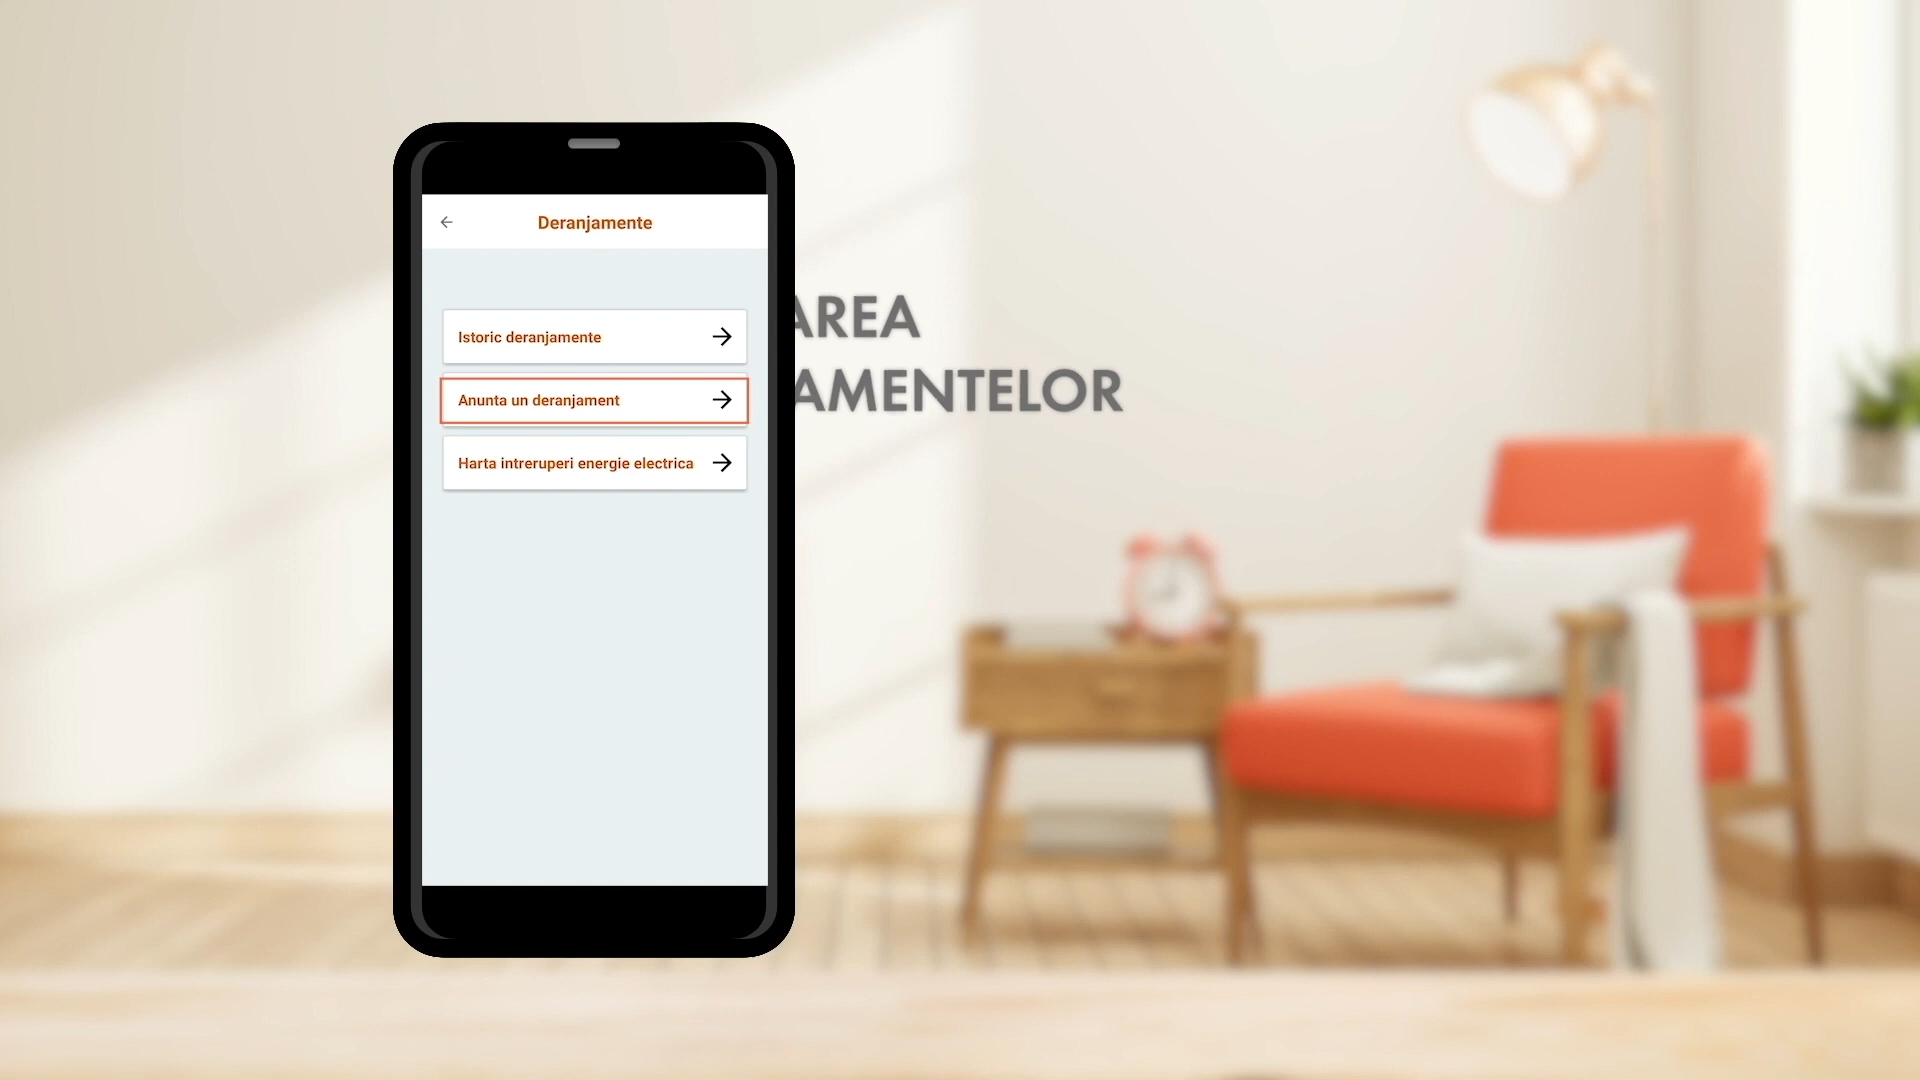 Deranjamente
AREA
Istoric deranjamente
AMENTELOR
Anunta un deranjament
Harta intreruperi energie electrica